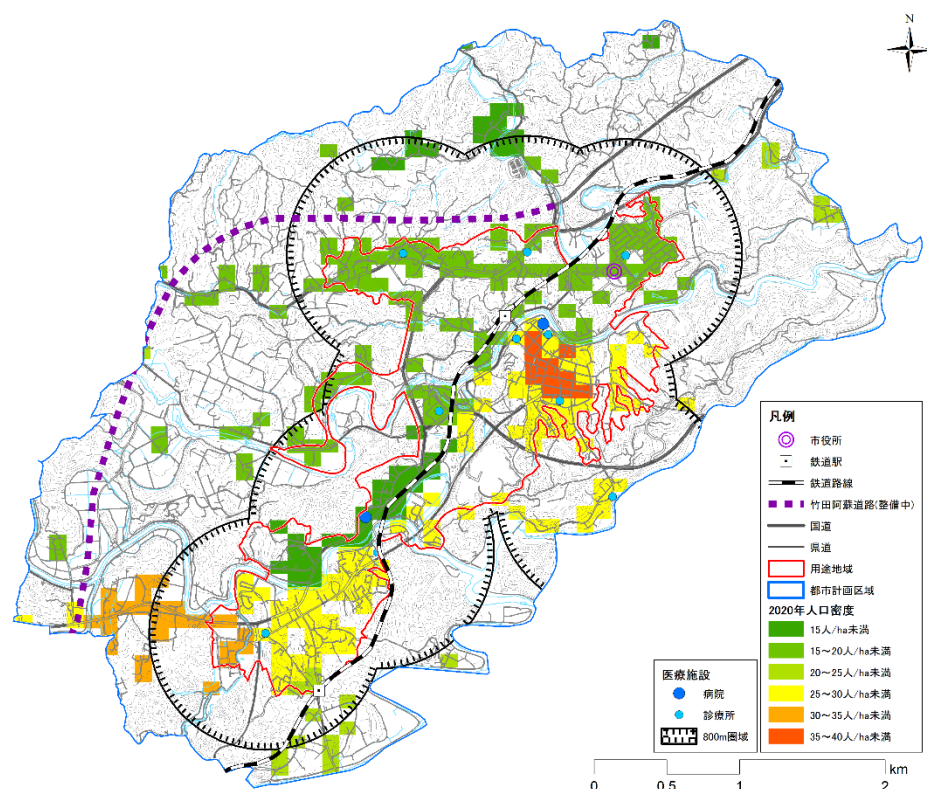 N
凡例
市役所
鉄道駅
鉄道路線
竹田阿蘇道路(整備中)
国道
県道
用途地域
都市計画区域
2020年人口密度
15人/ha未満
15～20人/ha未満
20～25人/ha未満
25～30人/ha未満
30～35人/ha未満
35～40人/ha未満
医療施設
病院
診療所
800m圏域
km
0 0.5 1 2